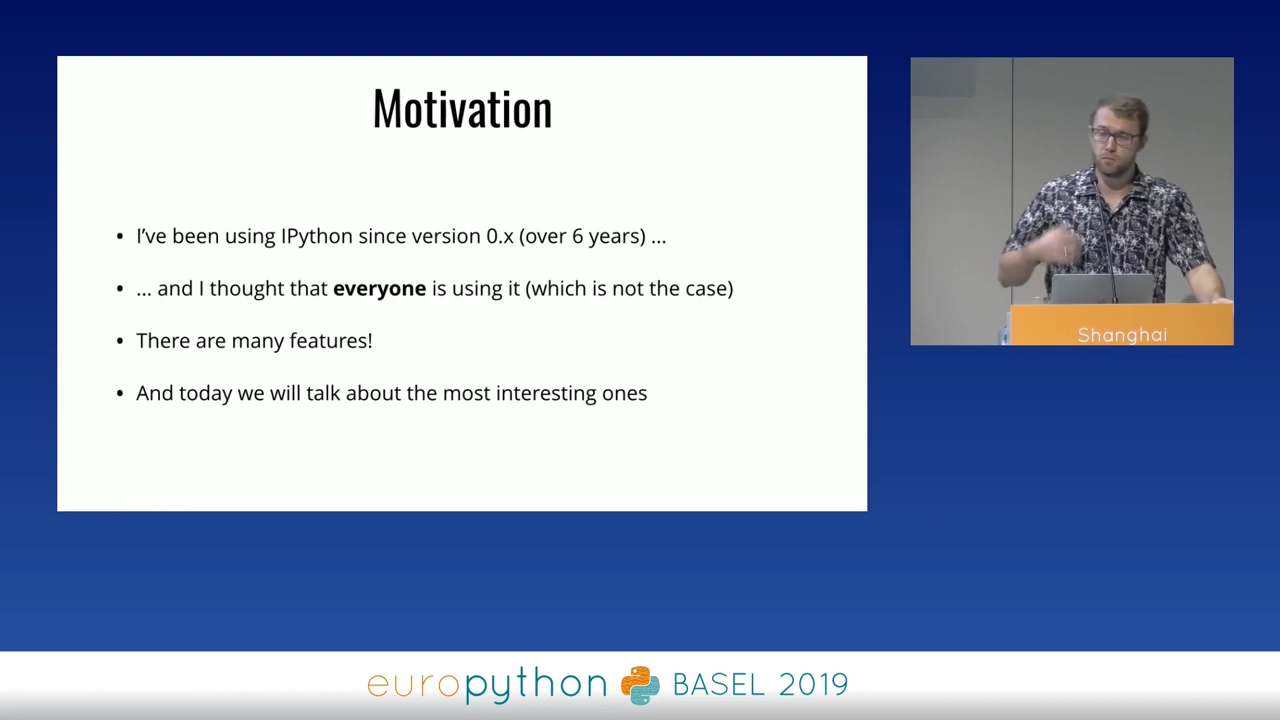 Motivation
• I've been using IPython since version 0.x (over 6 years) ...
• ... and I thought that everyone is using it (which is not the case)
• There are many features!
• And today we will talk about the most interesting ones
Shanghai
europython BASEL 2019